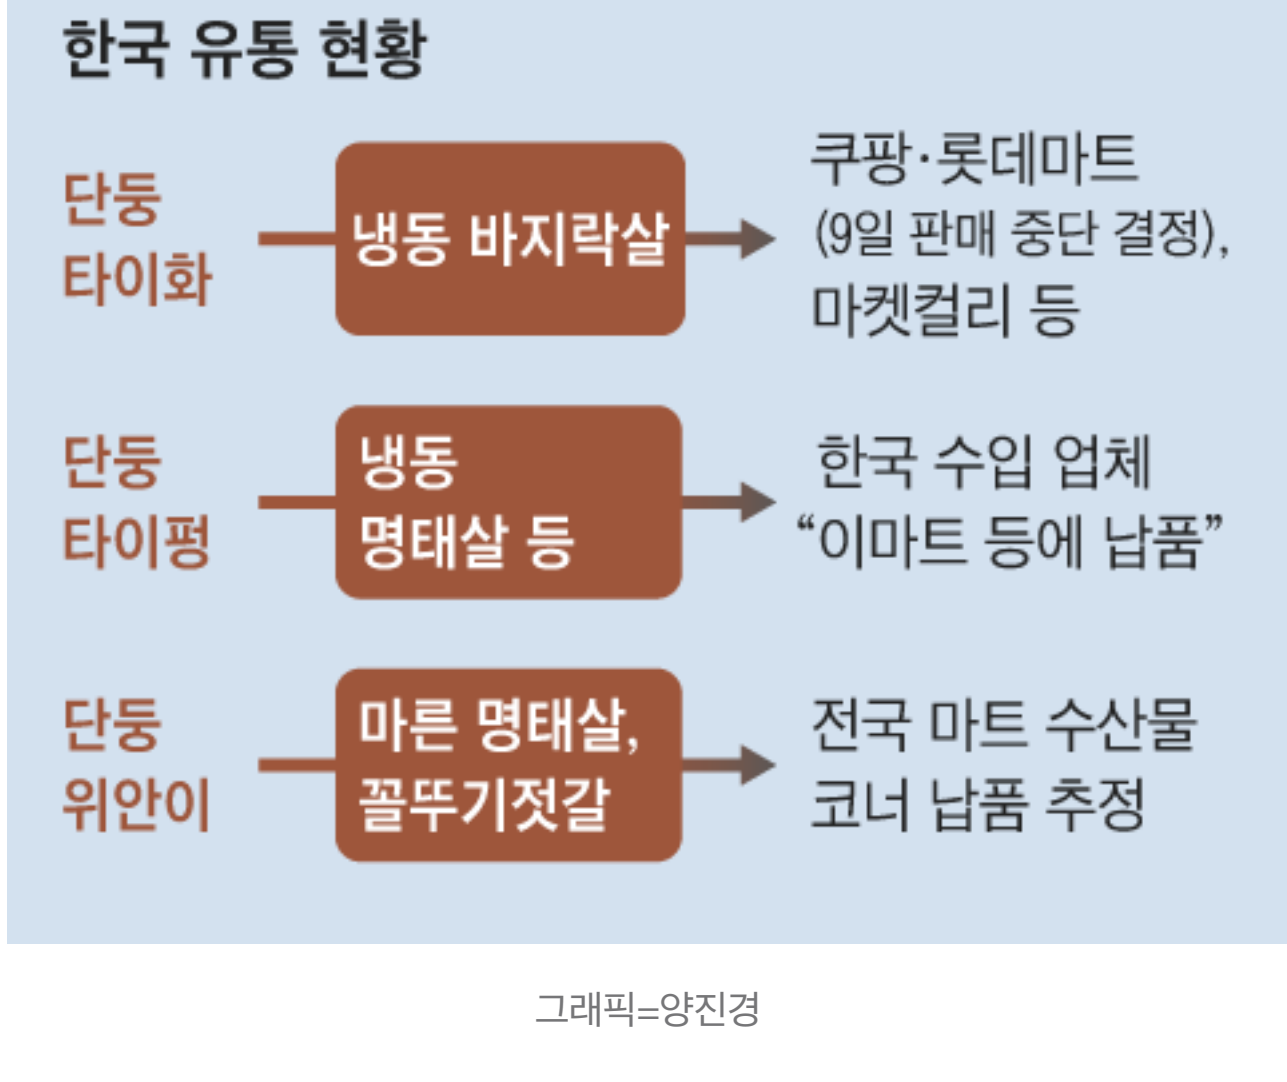 한국 유통 현황
단둥
타이화
냉동 바지락살
쿠팡·롯데마트
(9일 판매 중단 결정),
마켓컬리 등
단둥
타이펑
냉동
명태살 등
한국 수입 업체
“이마트 등에 납품”
단둥
위안이
마른 명태살,
꼴뚜기젓갈
전국 마트 수산물
코너 납품 추정
그래픽=양진경